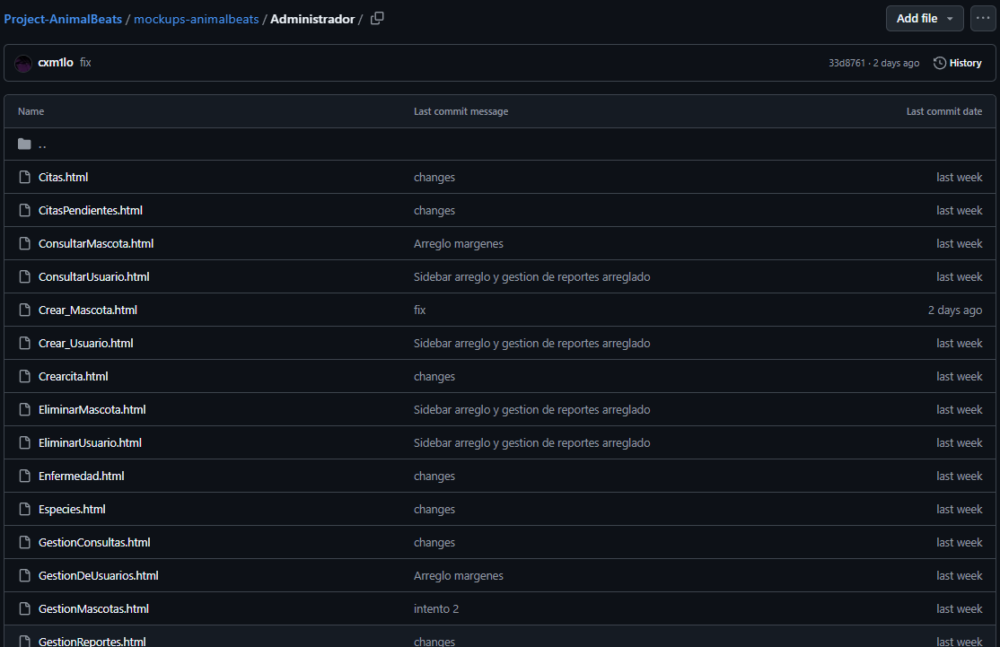 Project-AnimalBeats / mockups-animalbeats / Administrador /
Add file
cxm1lo fix 33d8761 · 2 days ago History
Name Last commit message Last commit date
..
Citas.html changes last week
CitasPendientes.html changes last week
ConsultarMascota.html Arreglo margenes last week
ConsultarUsuario.html Sidebar arreglo y gestion de reportes arreglado last week
Crear_Mascota.html fix 2 days ago
Crear_Usuario.html Sidebar arreglo y gestion de reportes arreglado last week
Crearcita.html changes last week
EliminarMascota.html Sidebar arreglo y gestion de reportes arreglado last week
EliminarUsuario.html Sidebar arreglo y gestion de reportes arreglado last week
Enfermedad.html changes last week
Especies.html changes last week
GestionConsultas.html changes last week
GestionDeUsuarios.html Arreglo margenes last week
GestionMascotas.html intento 2 last week
GestionReportes.html changes last week